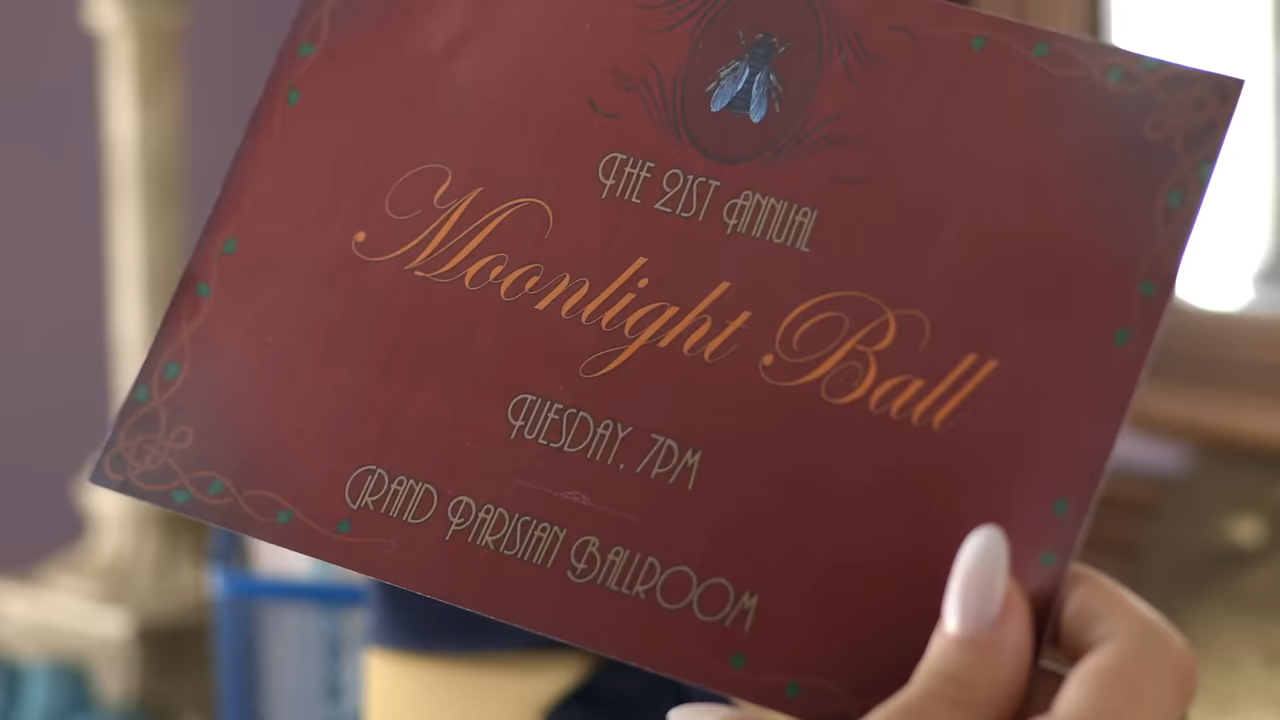 THE 21ST ANNUAL
Moonlight Ball
TUESDAY, 7PM
GRAND PARISIAN BALLROOM